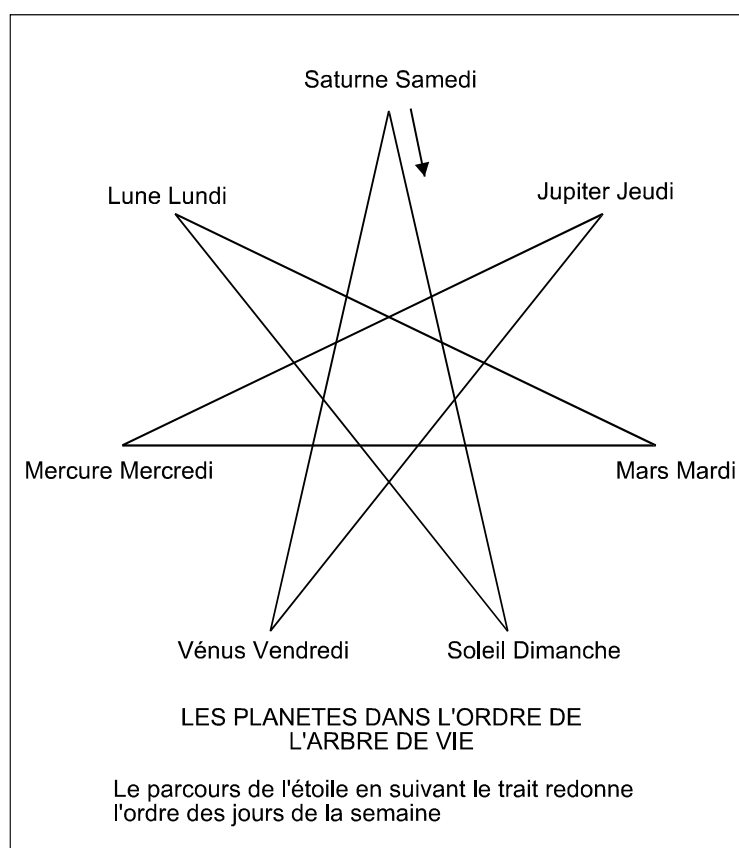 Saturne Samedi
Lune Lundi
Jupiter Jeudi
Mercure Mercredi
Mars Mardi
Vénus Vendredi
Soleil Dimanche
LES PLANETES DANS L'ORDRE DE
L'ARBRE DE VIE
Le parcours de l'étoile en suivant le trait redonne
l'ordre des jours de la semaine